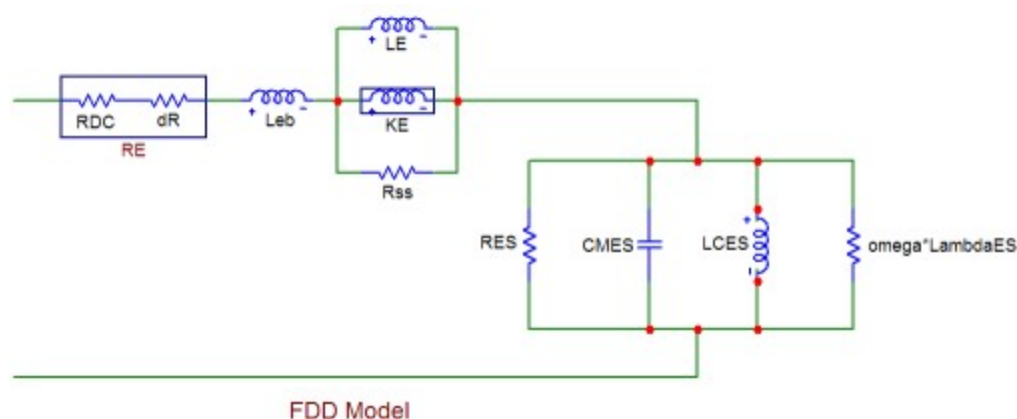 LE
RDC
dR
Leb
KE
RE
Rss
RES
CMES
LCES
omega*LambdaES
FDD Model